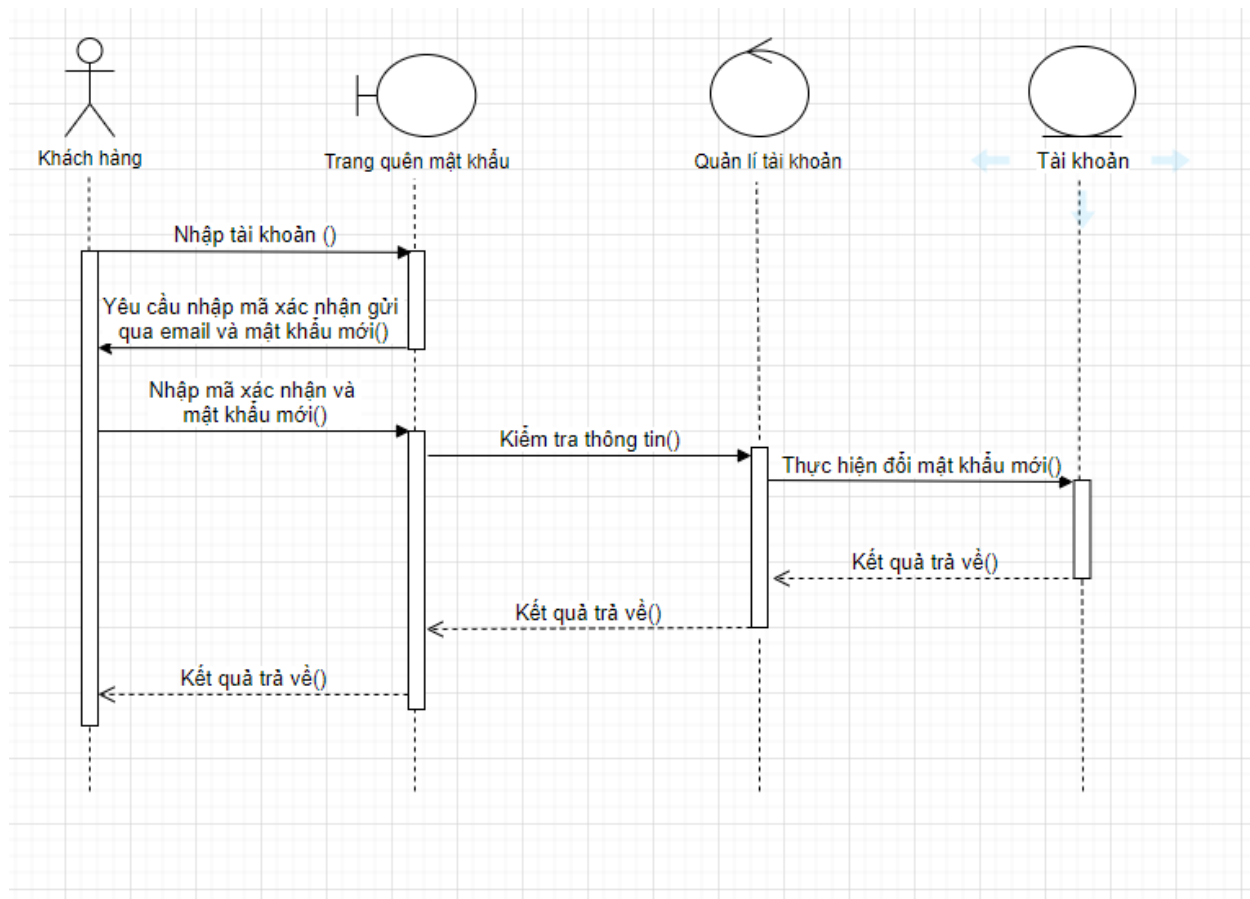 Khách hàng
Trang quên mật khẩu
Quản lí tài khoản
Tài khoản
Nhập tài khoản ()
Yêu cầu nhập mã xác nhận gửi
qua email và mật khẩu mới()
Nhập mã xác nhận và
mật khẩu mới()
Kiểm tra thông tin()
Thực hiện đổi mật khẩu mới()
Kết quả trả về()
Kết quả trả về()
Kết quả trả về()